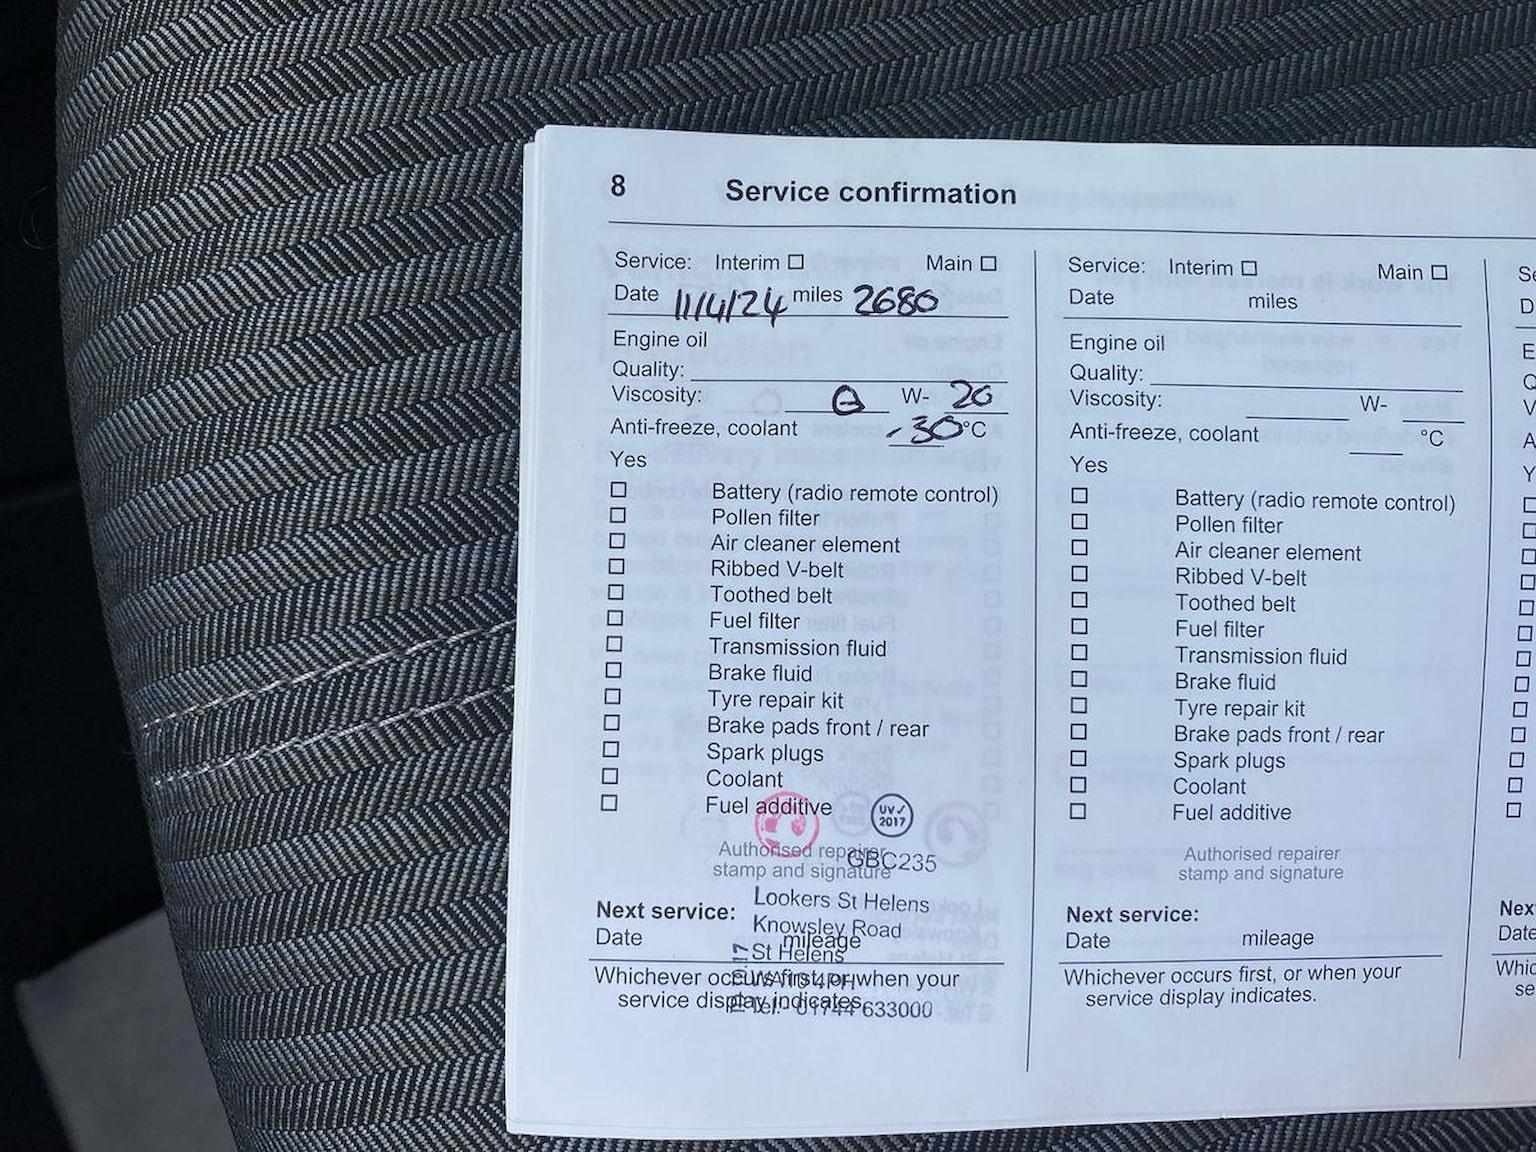 8 Service confirmation
Service: Interim ☐ Main ☐
Date 11/4/24 miles 2680
Engine oil
Quality:
Viscosity: 0 W- 20
Anti-freeze, coolant -30°C
Yes
☐ Battery (radio remote control)
☐ Pollen filter
☐ Air cleaner element
☐ Ribbed V-belt
☐ Toothed belt
☐ Fuel filter
☐ Transmission fluid
☐ Brake fluid
☐ Tyre repair kit
☐ Brake pads front / rear
☐ Spark plugs
☐ Coolant
☐ Fuel additive
UV✓
2017
Authorised repairer
stamp and signature
GBC235
Lookers St Helens
Knowsley Road
St Helens
Tel:- 01744 633000
Next service:
Date mileage
Whichever occurs first, or when your
service display indicates.
Service: Interim ☐ Main ☐
Date miles
Engine oil
Quality:
Viscosity: W-
Anti-freeze, coolant °C
Yes
☐ Battery (radio remote control)
☐ Pollen filter
☐ Air cleaner element
☐ Ribbed V-belt
☐ Toothed belt
☐ Fuel filter
☐ Transmission fluid
☐ Brake fluid
☐ Tyre repair kit
☐ Brake pads front / rear
☐ Spark plugs
☐ Coolant
☐ Fuel additive
Authorised repairer
stamp and signature
Next service:
Date mileage
Whichever occurs first, or when your
service display indicates.